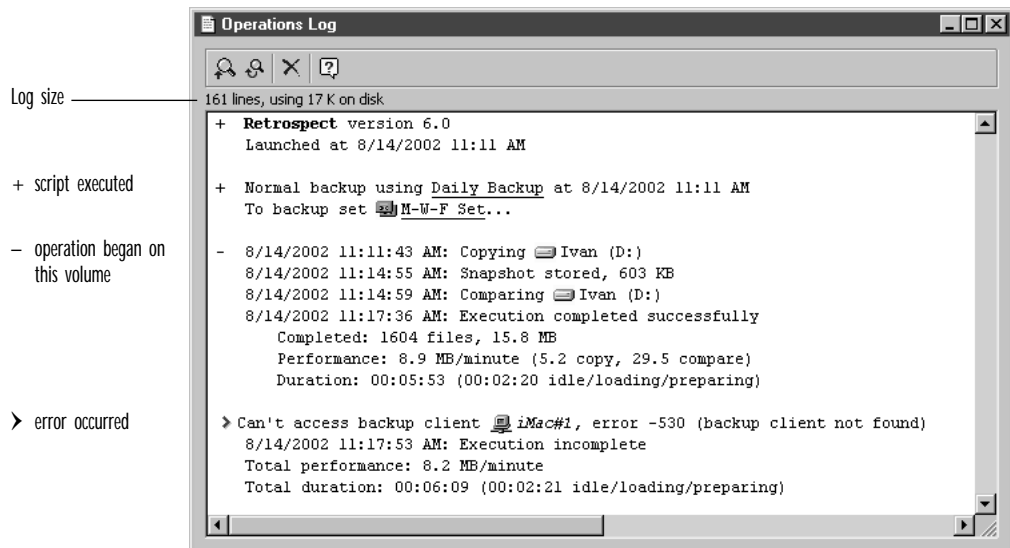 Operations Log
Log size
161 lines, using 17 K on disk
+ Retrospect version 6.0
Launched at 8/14/2002 11:11 AM
+ script executed
+ Normal backup using Daily Backup at 8/14/2002 11:11 AM
To backup set M-W-F Set...
– operation began on
this volume
- 8/14/2002 11:11:43 AM: Copying Ivan (D:)
8/14/2002 11:14:55 AM: Snapshot stored, 603 KB
8/14/2002 11:14:59 AM: Comparing Ivan (D:)
8/14/2002 11:17:36 AM: Execution completed successfully
Completed: 1604 files, 15.8 MB
Performance: 8.9 MB/minute (5.2 copy, 29.5 compare)
Duration: 00:05:53 (00:02:20 idle/loading/preparing)
error occurred
Can't access backup client iMac#1, error -530 (backup client not found)
8/14/2002 11:17:53 AM: Execution incomplete
Total performance: 8.2 MB/minute
Total duration: 00:06:09 (00:02:21 idle/loading/preparing)